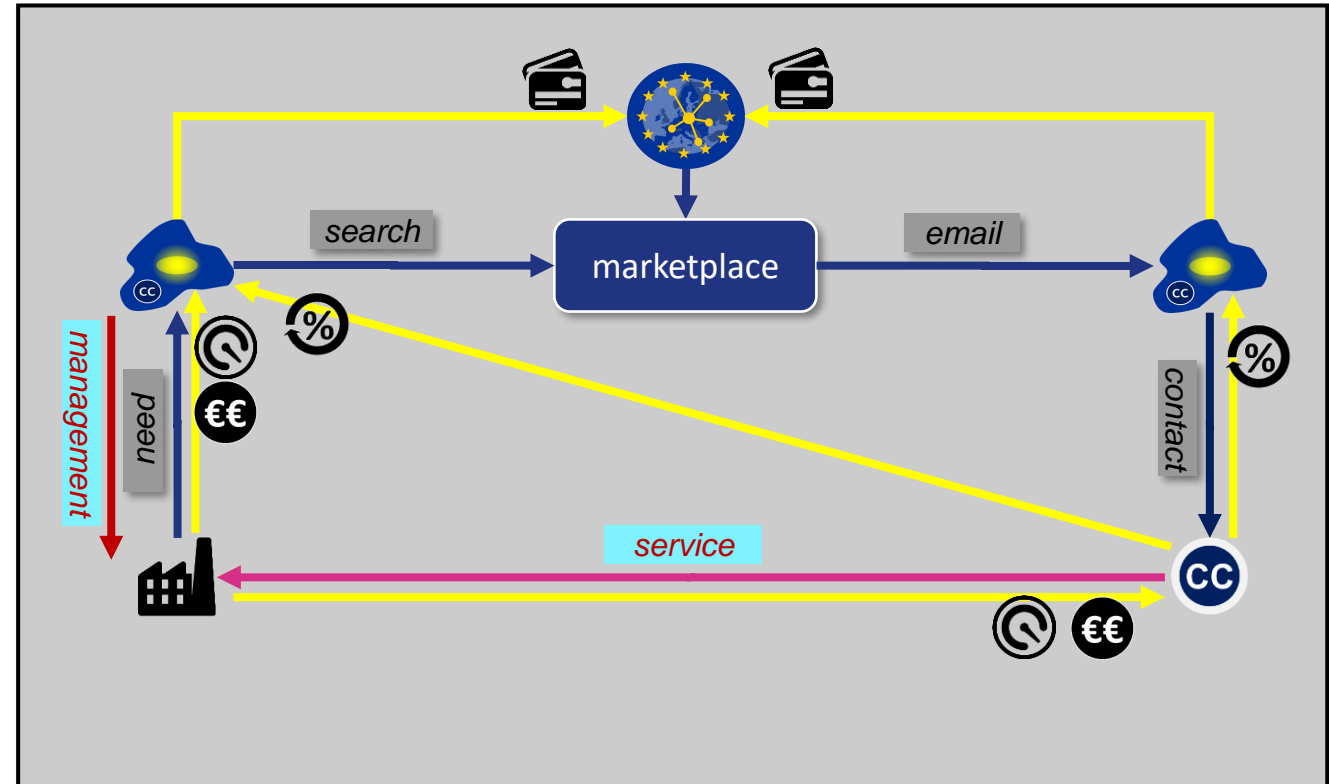 search
marketplace
email
CC
CC
%
%
management
need
€€
contact
service
CC
€€